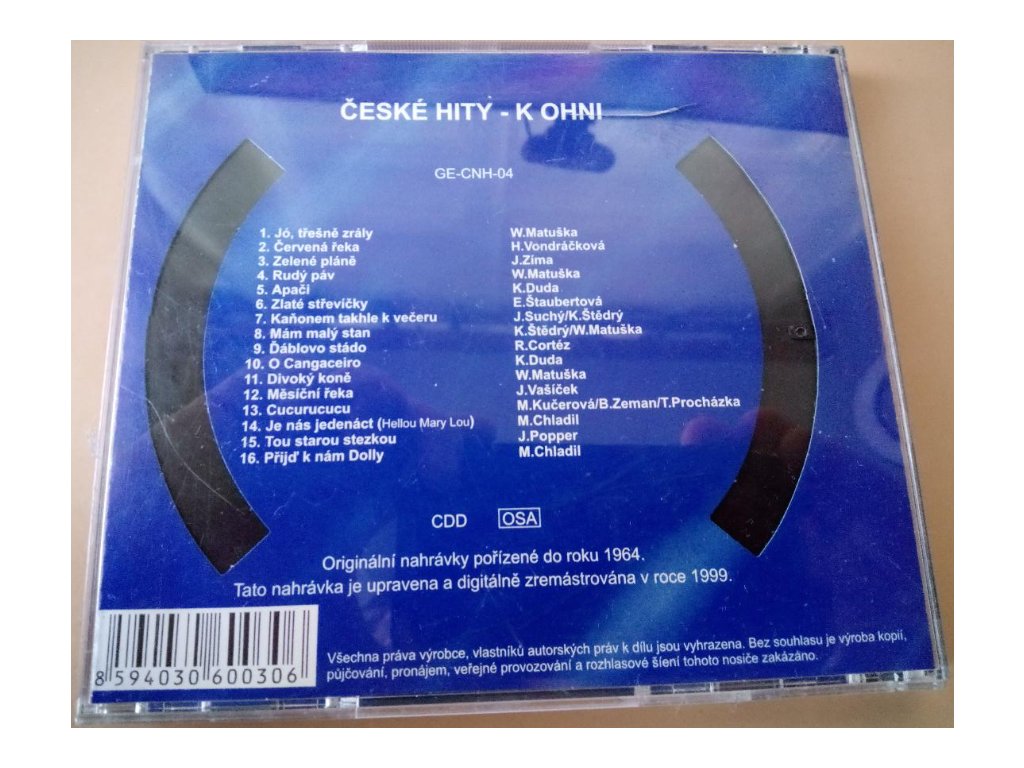 ČESKÉ HITY - K OHNI
GE-CNH-04
1. Jó, třešně zrály W.Matuška
2. Červená řeka H.Vondráčková
3. Zelené pláně J.Zíma
4. Rudý páv W.Matuška
5. Apači K.Duda
6. Zlaté střevíčky E.Štaubertová
7. Kaňonem takhle k večeru J.Suchý/K.Štědrý
8. Mám malý stan K.Štědrý/W.Matuška
9. Ďáblovo stádo R.Cortéz
10. O Cangaceiro K.Duda
11. Divoký koně W.Matuška
12. Měsíční řeka J.Vašíček
13. Cucurucucu M.Kučerová/B.Zeman/T.Procházka
14. Je nás jedenáct (Hellou Mary Lou) M.Chladil
15. Tou starou stezkou J.Popper
16. Přijď k nám Dolly M.Chladil
CDD OSA
Originální nahrávky pořízené do roku 1964.
Tato nahrávka je upravena a digitálně zremástrována v roce 1999.
Všechna práva výrobce, vlastníků autorských práv k dílu jsou vyhrazena. Bez souhlasu je výroba kopií,
půjčování, pronájem, veřejné provozování a rozhlasové šíení tohoto nosiče zakázáno.
8 594030 600306